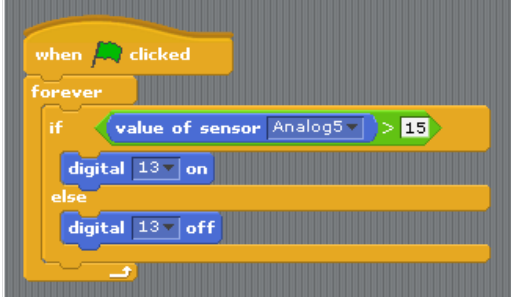 when clicked
forever
if value of sensor Analog5 > 15
digital 13 on
else
digital 13 off